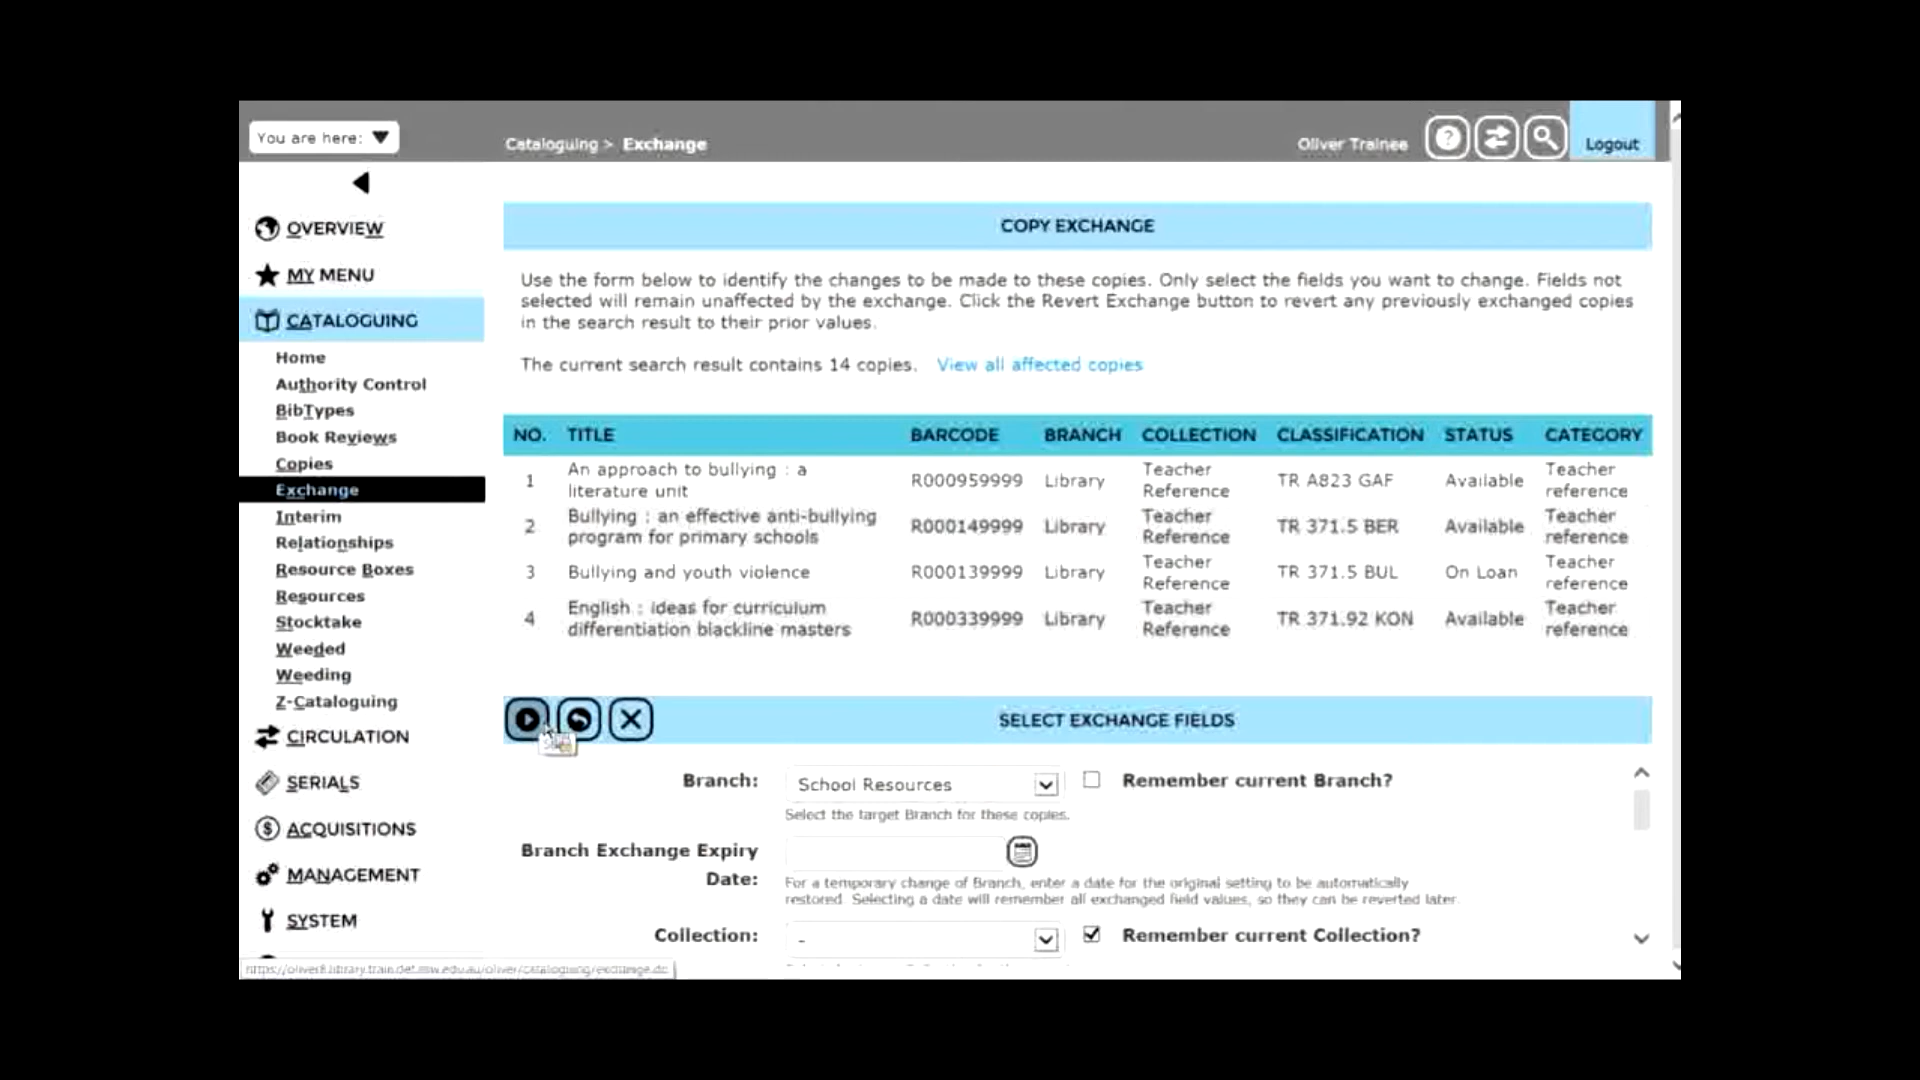 You are here:
Cataloguing > Exchange
Oliver Trainee
?
Logout
OVERVIEW
MY MENU
CATALOGUING
Home
Authority Control
BibTypes
Book Reviews
Copies
Exchange
Interim
Relationships
Resource Boxes
Resources
Stocktake
Weeded
Weeding
Z-Cataloguing
CIRCULATION
SERIALS
$ ACQUISITIONS
MANAGEMENT
SYSTEM
COPY EXCHANGE
Use the form below to identify the changes to be made to these copies. Only select the fields you want to change. Fields not
selected will remain unaffected by the exchange. Click the Revert Exchange button to revert any previously exchanged copies
in the search result to their prior values.
The current search result contains 14 copies. View all affected copies
NO. TITLE BARCODE BRANCH COLLECTION CLASSIFICATION STATUS CATEGORY
1 An approach to bullying : a literature unit R000959999 Library Teacher Reference TR A823 GAF Available Teacher reference
2 Bullying : an effective anti-bullying program for primary schools R000149999 Library Teacher Reference TR 371.5 BER Available Teacher reference
3 Bullying and youth violence R000139999 Library Teacher Reference TR 371.5 BUL On Loan Teacher reference
4 English : ideas for curriculum differentiation blackline masters R000339999 Library Teacher Reference TR 371.92 KON Available Teacher reference
SELECT EXCHANGE FIELDS
Branch: School Resources Remember current Branch?
Select the target Branch for these copies.
Branch Exchange Expiry
Date:
For a temporary change of Branch, enter a date for the original setting to be automatically
restored. Selecting a date will remember all exchanged field values, so they can be reverted later.
Collection: - Remember current Collection?